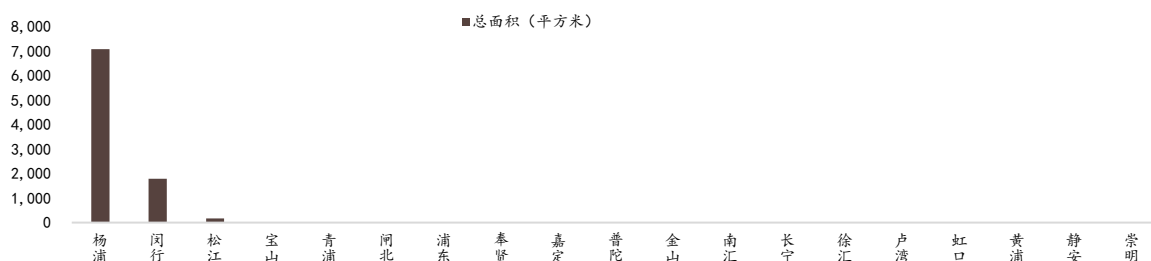 总面积（平方米）
8,000
7,000
6,000
5,000
4,000
3,000
2,000
1,000
0
杨浦
闵行
松江
宝山
青浦
闸北
浦东
奉贤
嘉定
普陀
金山
南汇
长宁
徐汇
卢湾
虹口
黄浦
静安
崇明